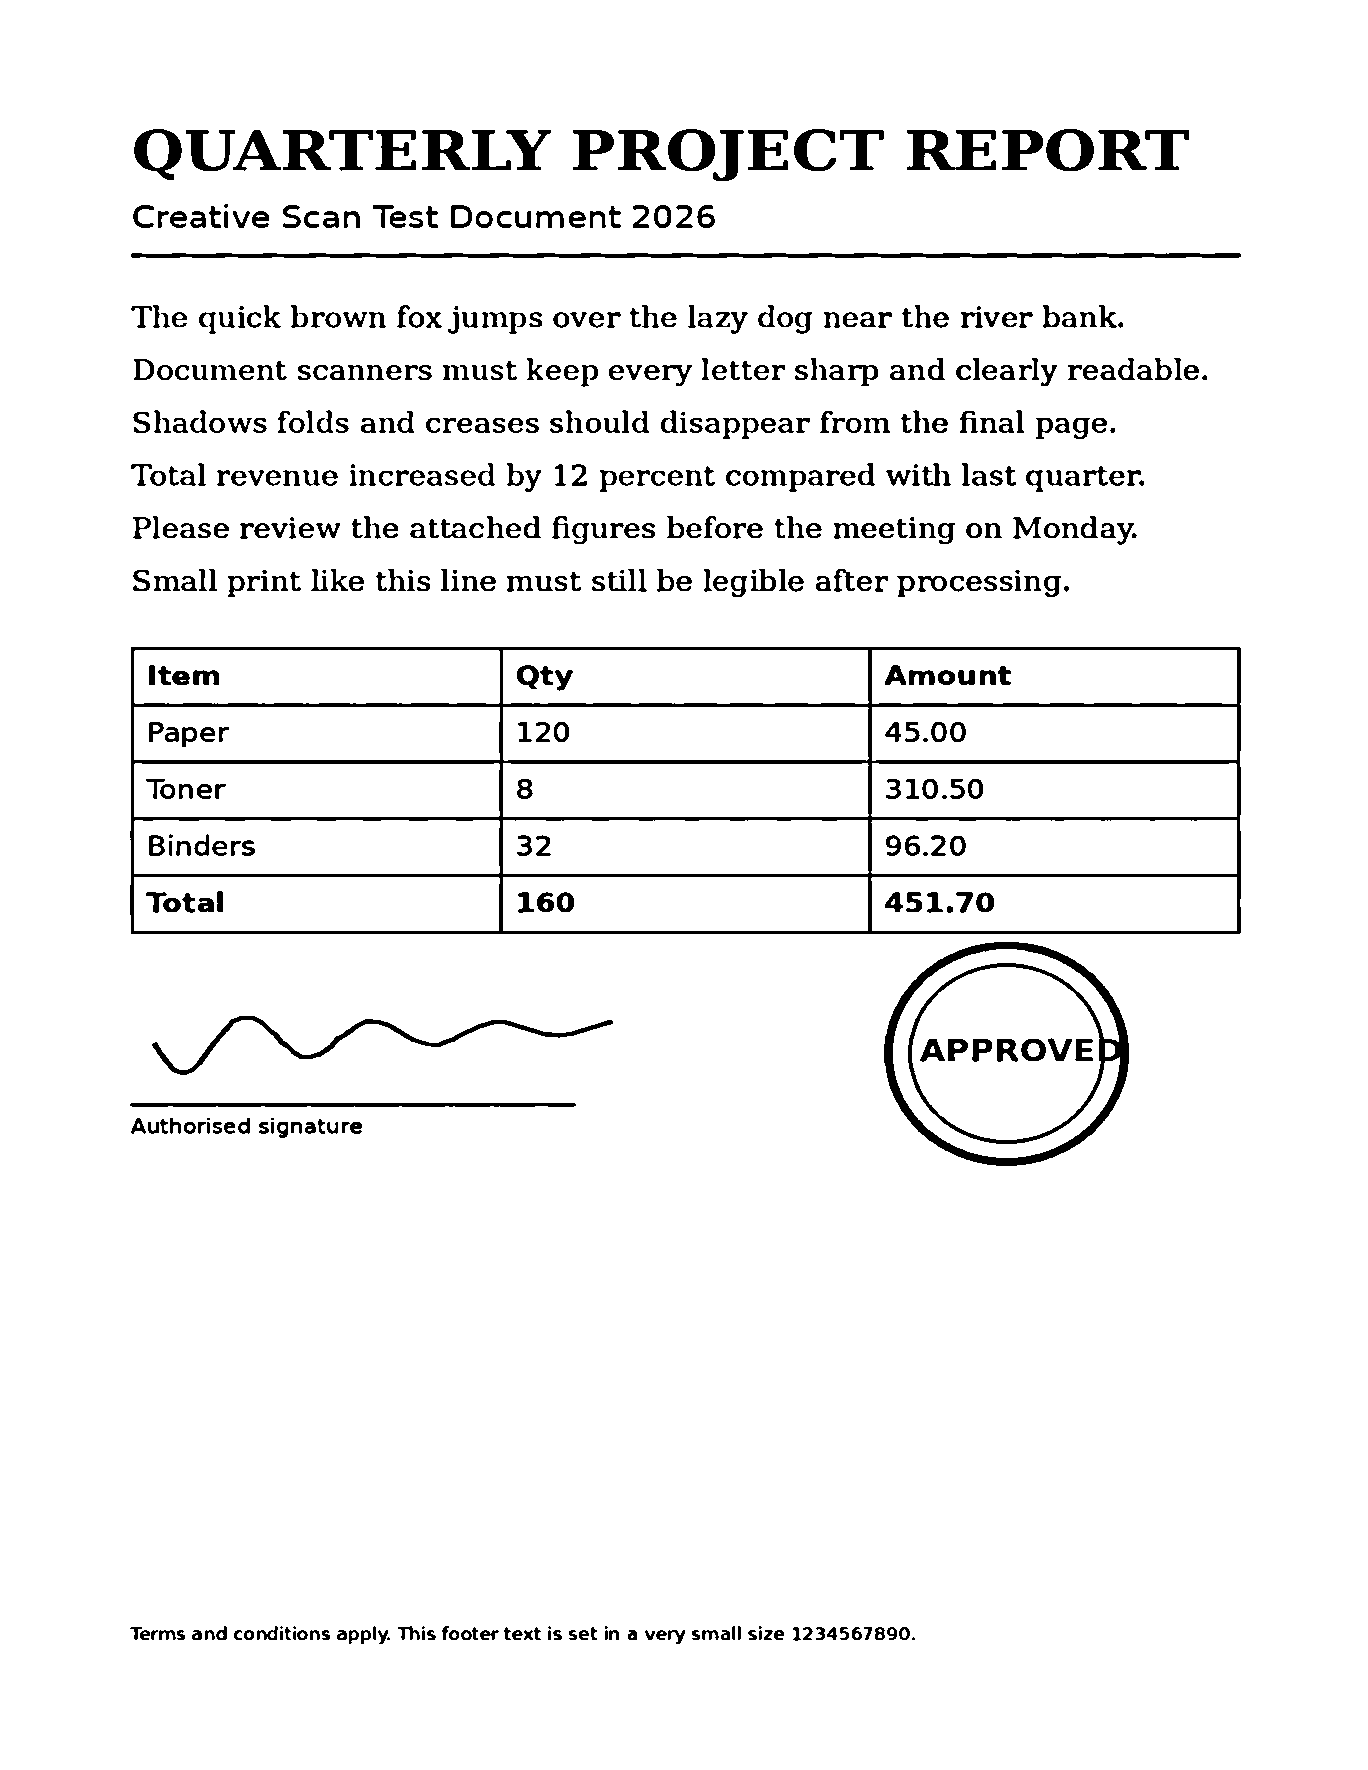 QUARTERLY PROJECT REPORT
Creative Scan Test Document 2026
The quick brown fox jumps over the lazy dog near the river bank.
Document scanners must keep every letter sharp and clearly readable.
Shadows folds and creases should disappear from the final page.
Total revenue increased by 12 percent compared with last quarter.
Please review the attached figures before the meeting on Monday.
Small print like this line must still be legible after processing.
Item Qty Amount
Paper 120 45.00
Toner 8 310.50
Binders 32 96.20
Total 160 451.70
APPROVED
Authorised signature
Terms and conditions apply. This footer text is set in a very small size 1234567890.